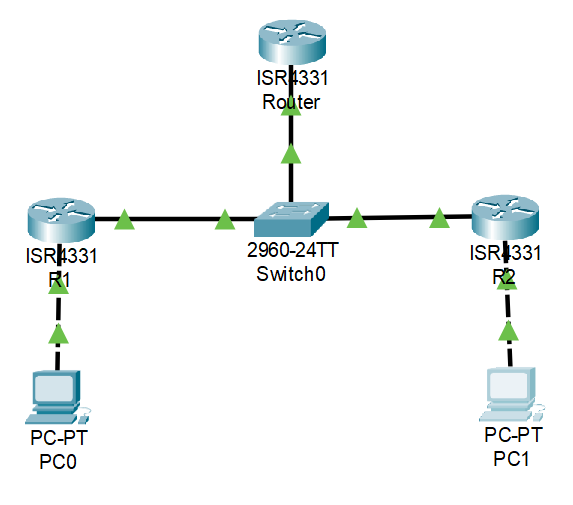 ISR4331
Router
ISR4331
R1
2960-24TT
Switch0
ISR4331
R2
PC-PT
PC0
PC-PT
PC1